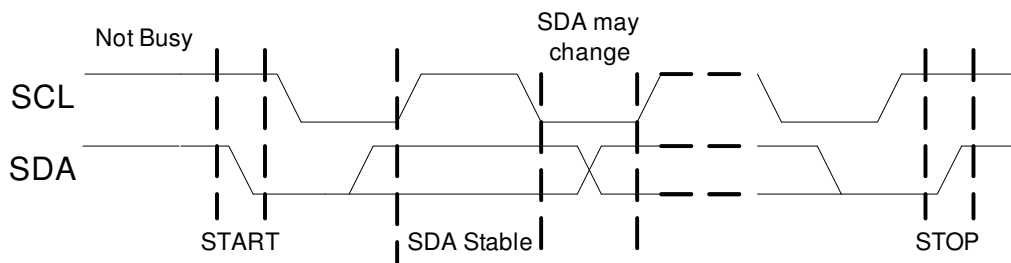 Not Busy
SDA may
change
SCL
SDA
START
SDA Stable
STOP